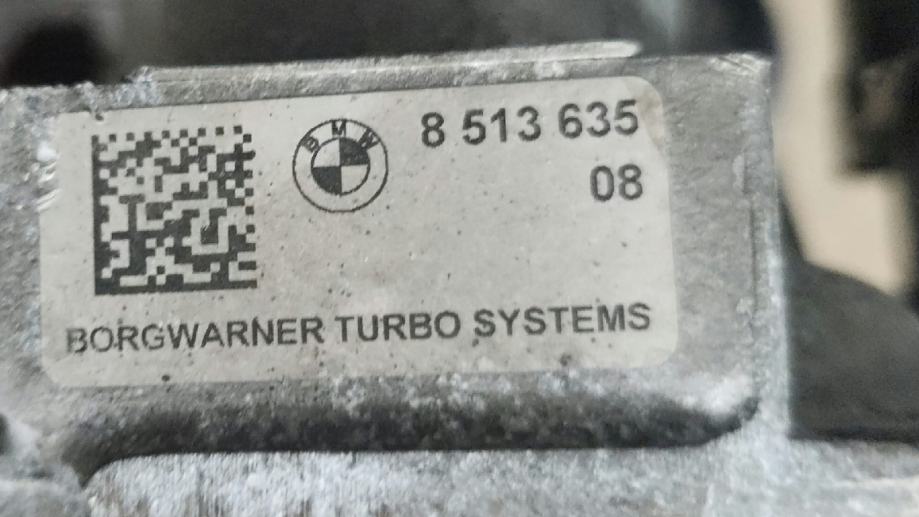 BMW
8 513 635
08
BORGWARNER TURBO SYSTEMS